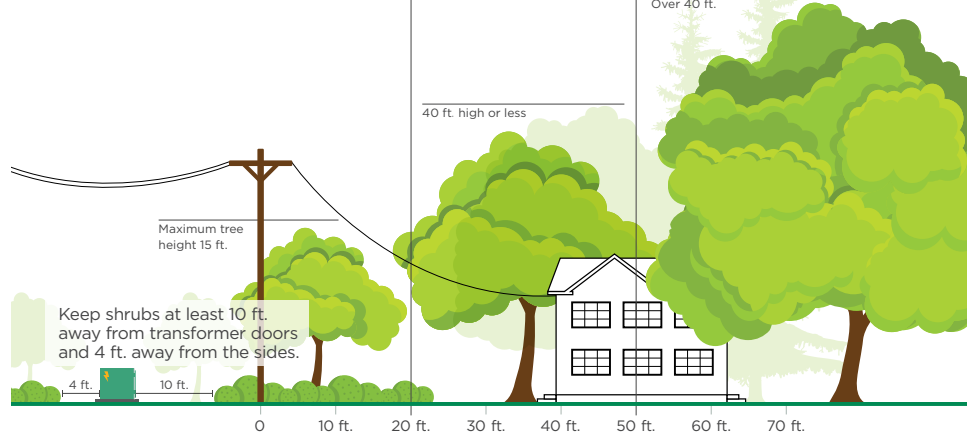 Over 40 ft.
40 ft. high or less
Maximum tree
height 15 ft.
Keep shrubs at least 10 ft.
away from transformer doors
and 4 ft. away from the sides.
4 ft.
10 ft.
0
10 ft.
20 ft.
30 ft.
40 ft.
50 ft.
60 ft.
70 ft.